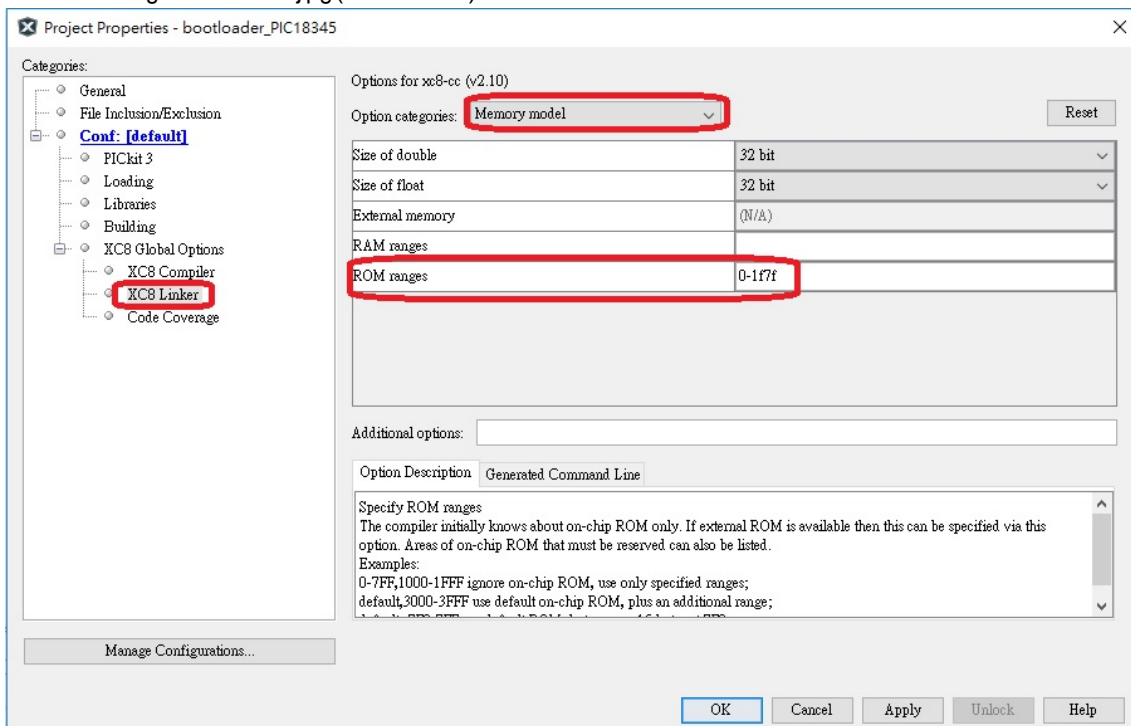 Project Properties - bootloader_PIC18345
Categories:
General
File Inclusion/Exclusion
Conf: [default]
PICkit 3
Loading
Libraries
Building
XC8 Global Options
XC8 Compiler
XC8 Linker
Code Coverage
Manage Configurations...
Options for xc8-cc (v2.10)
Option categories: Memory model Reset
Size of double 32 bit
Size of float 32 bit
External memory (N/A)
RAM ranges
ROM ranges 0-1f7f
Additional options:
Option Description Generated Command Line
Specify ROM ranges
The compiler initially knows about on-chip ROM only. If external ROM is available then this can be specified via this
option. Areas of on-chip ROM that must be reserved can also be listed.
Examples:
0-7FF,1000-1FFF ignore on-chip ROM, use only specified ranges;
default,3000-3FFF use default on-chip ROM, plus an additional range;
OK Cancel Apply Unlock Help